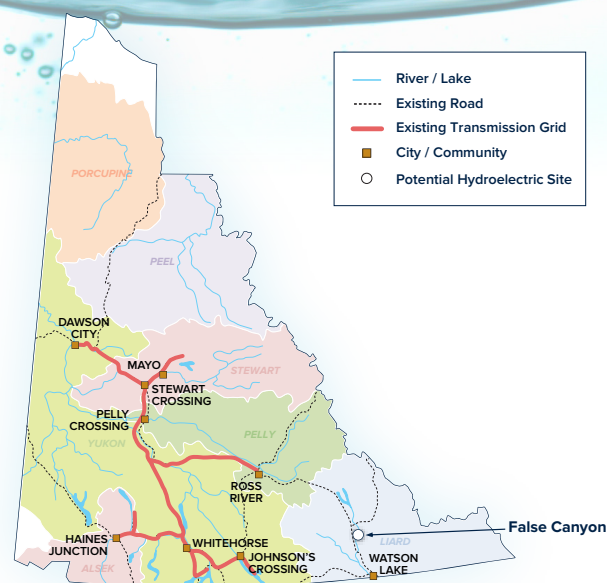 River / Lake
Existing Road
Existing Transmission Grid
City / Community
Potential Hydroelectric Site
PORCUPINE
PEEL
DAWSON
CITY
MAYO
STEWART
STEWART
CROSSING
PELLY
CROSSING
YUKON
PELLY
ROSS
RIVER
False Canyon
HAINES
JUNCTION
WHITEHORSE
LIARD
JOHNSON'S
CROSSING
WATSON
LAKE
ALSEK